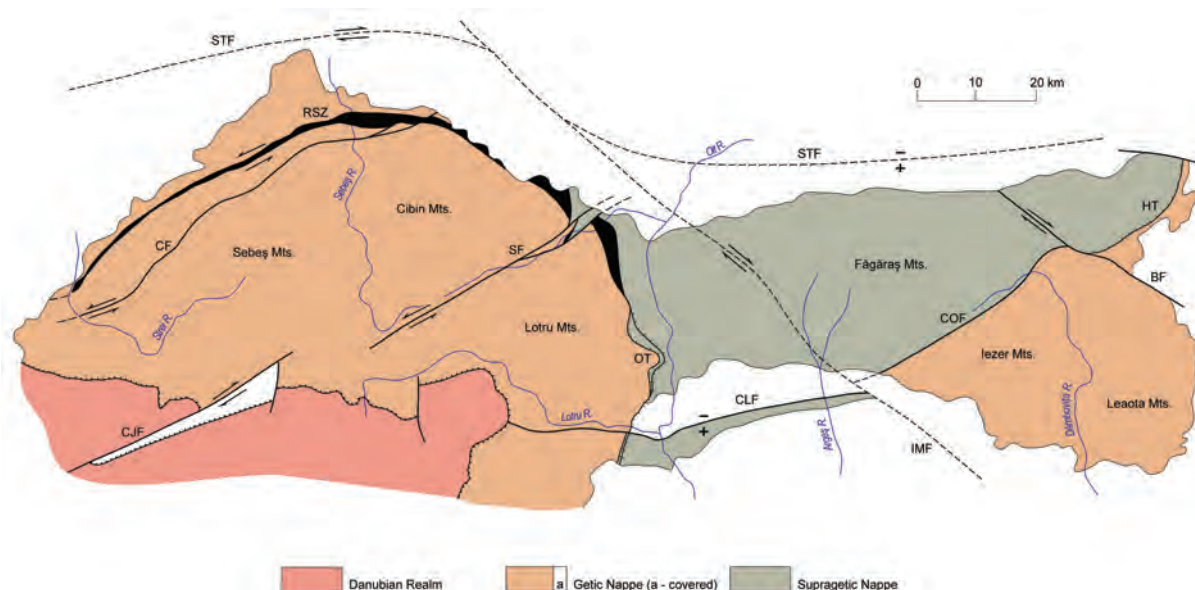 STF
0 10 20 km
RSZ
Olt R.
STF
-
+
Sebeş R.
Cibin Mts.
HT
CF
SF
Sebeş Mts.
Făgăraş Mts.
BF
Strei R.
COF
Lotru Mts.
Iezer Mts.
OT
Leaota Mts.
CLF
Lotru R.
-
+
Argiş R.
Dâmboviţa R.
CJF
IMF
Danubian Realm
a
Getic Nappe (a - covered)
Supragetic Nappe